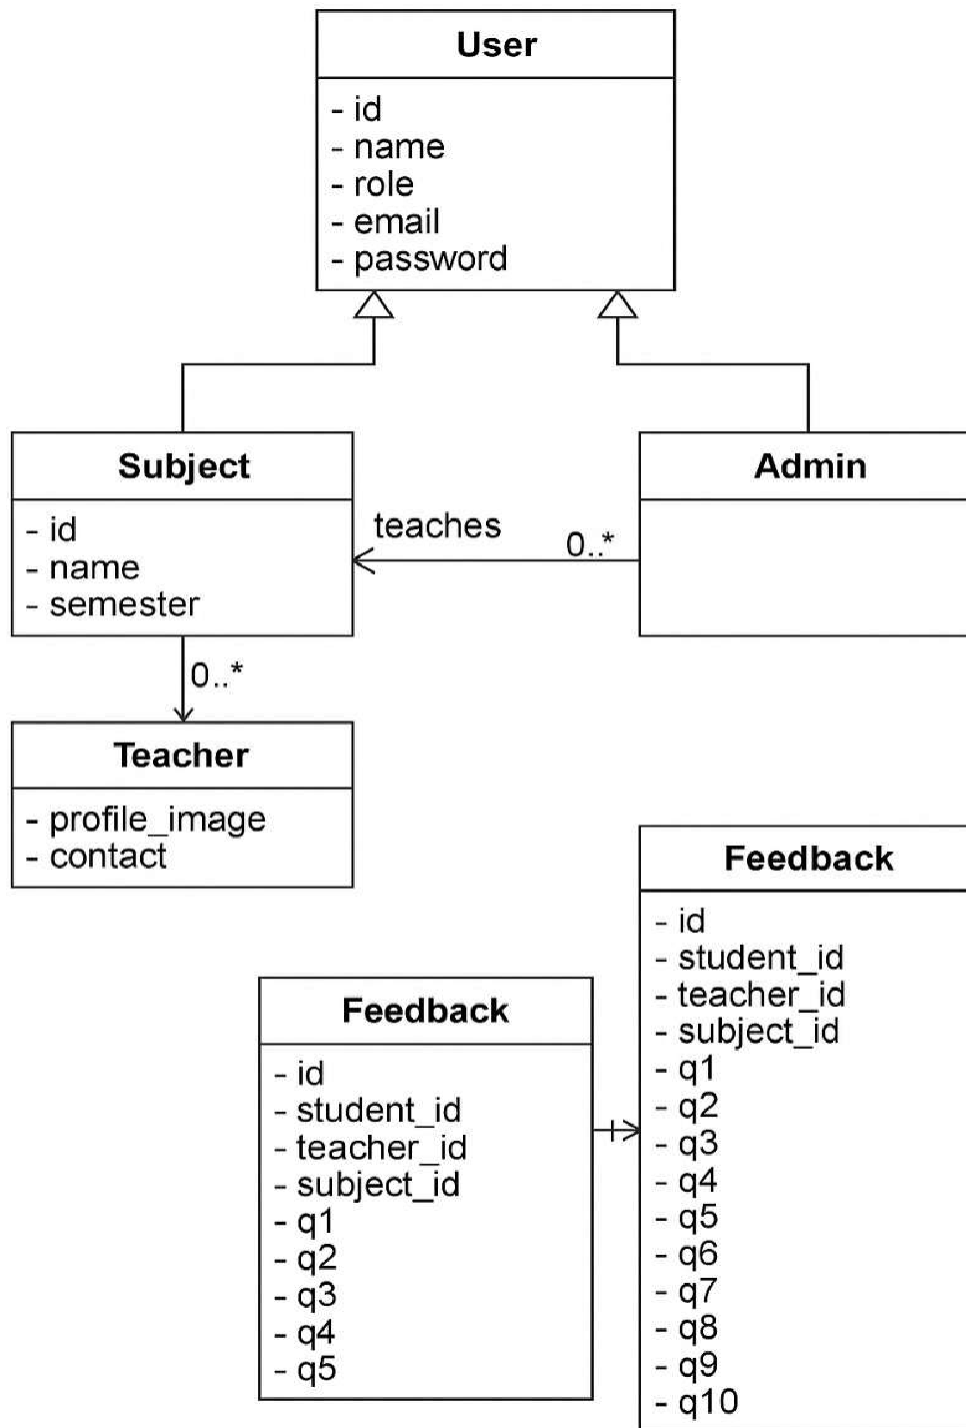 User
- id
- name
- role
- email
- password
Subject
- id
- name
- semester
teaches
0..*
Admin
0..*
Teacher
- profile_image
- contact
Feedback
- id
- student_id
- teacher_id
- subject_id
- q1
- q2
- q3
- q4
- q5
Feedback
- id
- student_id
- teacher_id
- subject_id
- q1
- q2
- q3
- q4
- q5
- q6
- q7
- q8
- q9
- q10